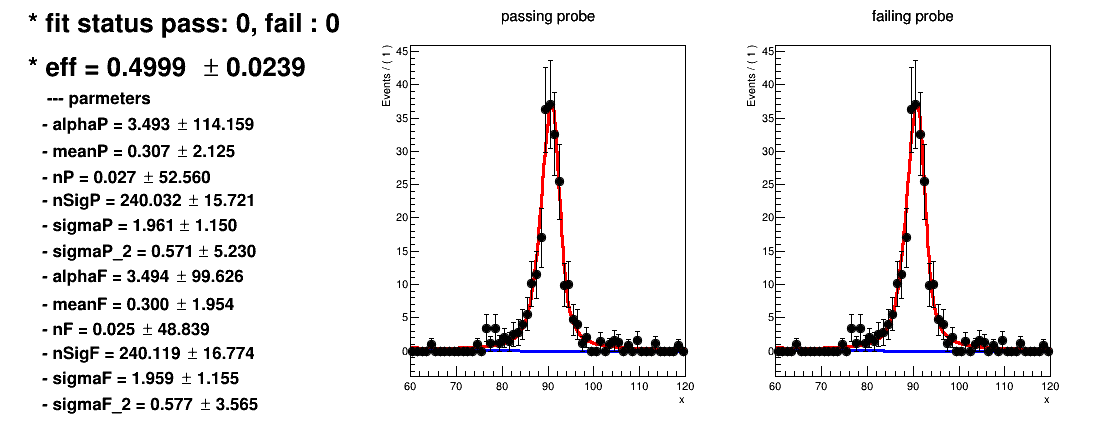 * fit status pass: 0, fail : 0
* eff = 0.4999 ± 0.0239
--- parmeters
- alphaP = 3.493 ± 114.159
- meanP = 0.307 ± 2.125
- nP = 0.027 ± 52.560
- nSigP = 240.032 ± 15.721
- sigmaP = 1.961 ± 1.150
- sigmaP_2 = 0.571 ± 5.230
- alphaF = 3.494 ± 99.626
- meanF = 0.300 ± 1.954
- nF = 0.025 ± 48.839
- nSigF = 240.119 ± 16.774
- sigmaF = 1.959 ± 1.155
- sigmaF_2 = 0.577 ± 3.565
passing probe
Events / ( 1 )
45
40
35
30
25
20
15
10
5
0
60 70 80 90 100 110 120
x
failing probe
Events / ( 1 )
45
40
35
30
25
20
15
10
5
0
60 70 80 90 100 110 120
x